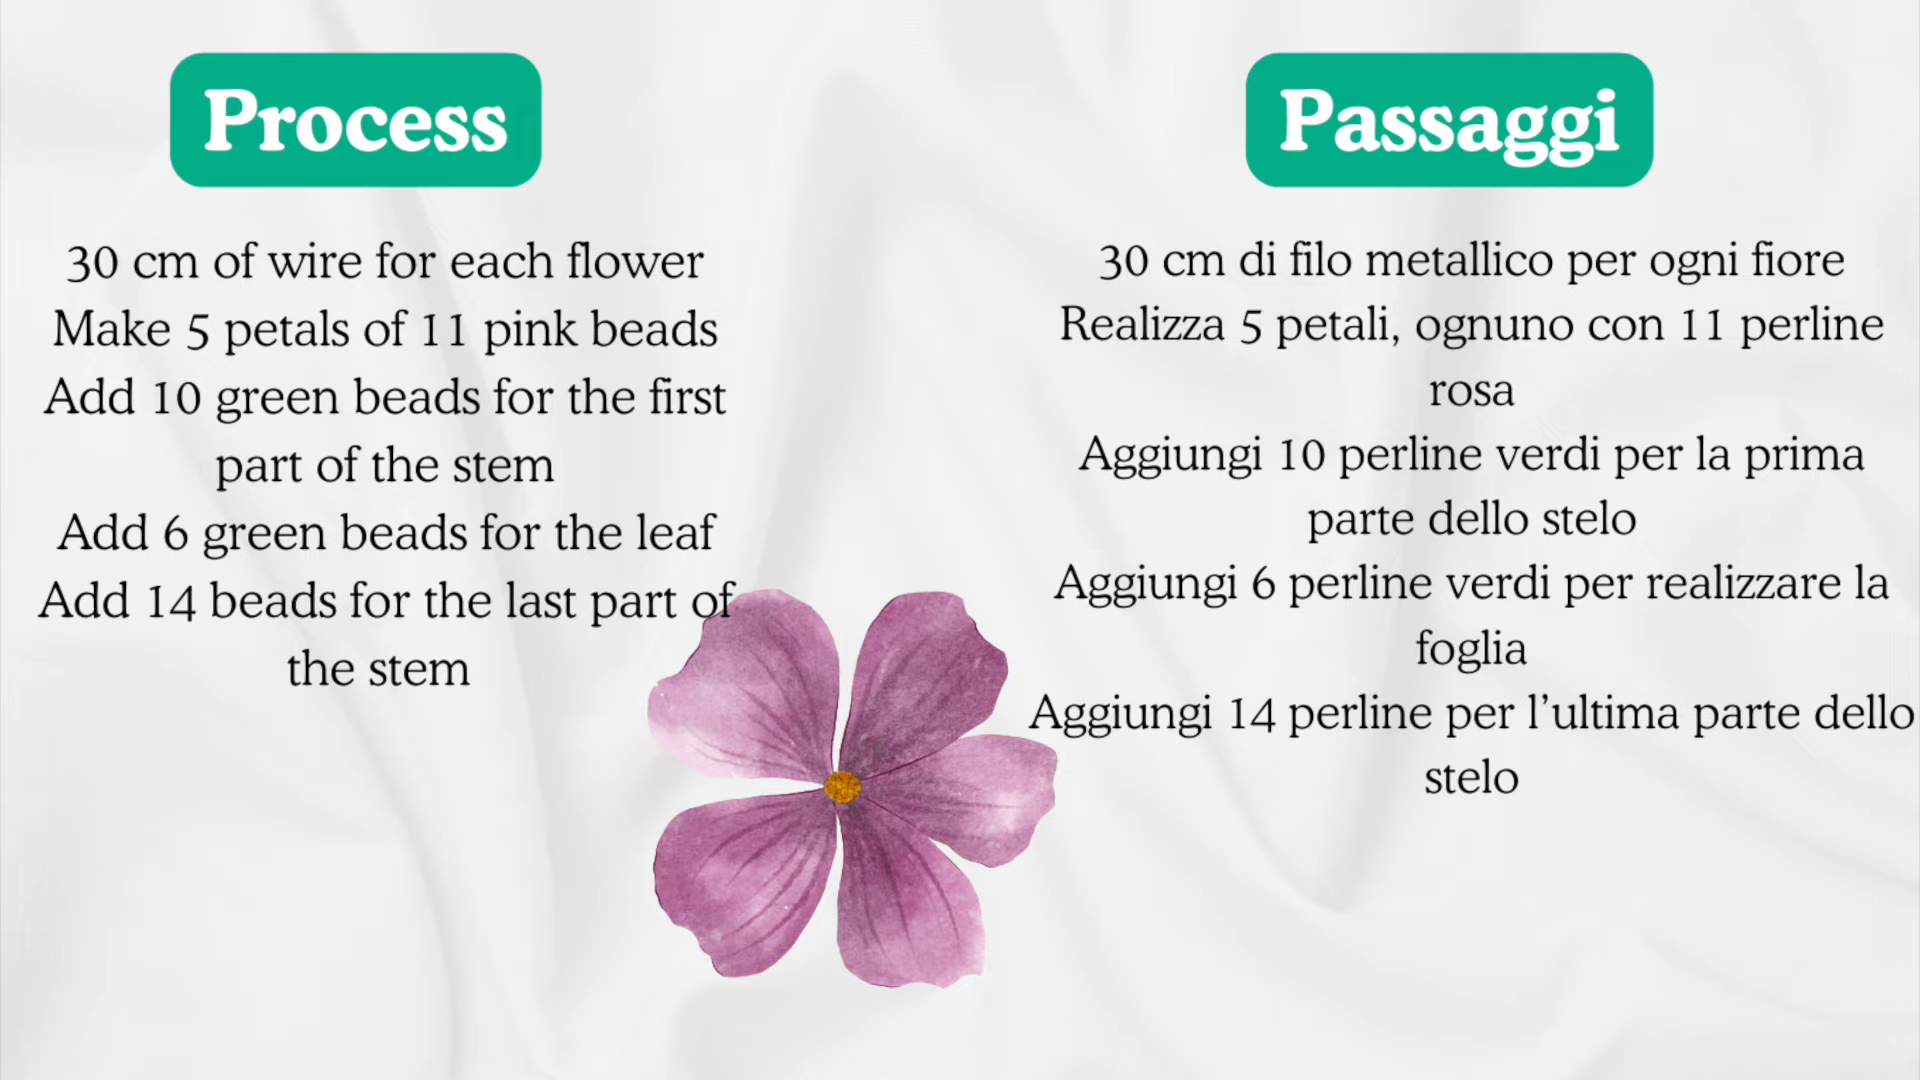 Process
30 cm of wire for each flower
Make 5 petals of 11 pink beads
Add 10 green beads for the first
part of the stem
Add 6 green beads for the leaf
Add 14 beads for the last part of
the stem
Passaggi
30 cm di filo metallico per ogni fiore
Realizza 5 petali, ognuno con 11 perline
rosa
Aggiungi 10 perline verdi per la prima
parte dello stelo
Aggiungi 6 perline verdi per realizzare la
foglia
Aggiungi 14 perline per l’ultima parte dello
stelo